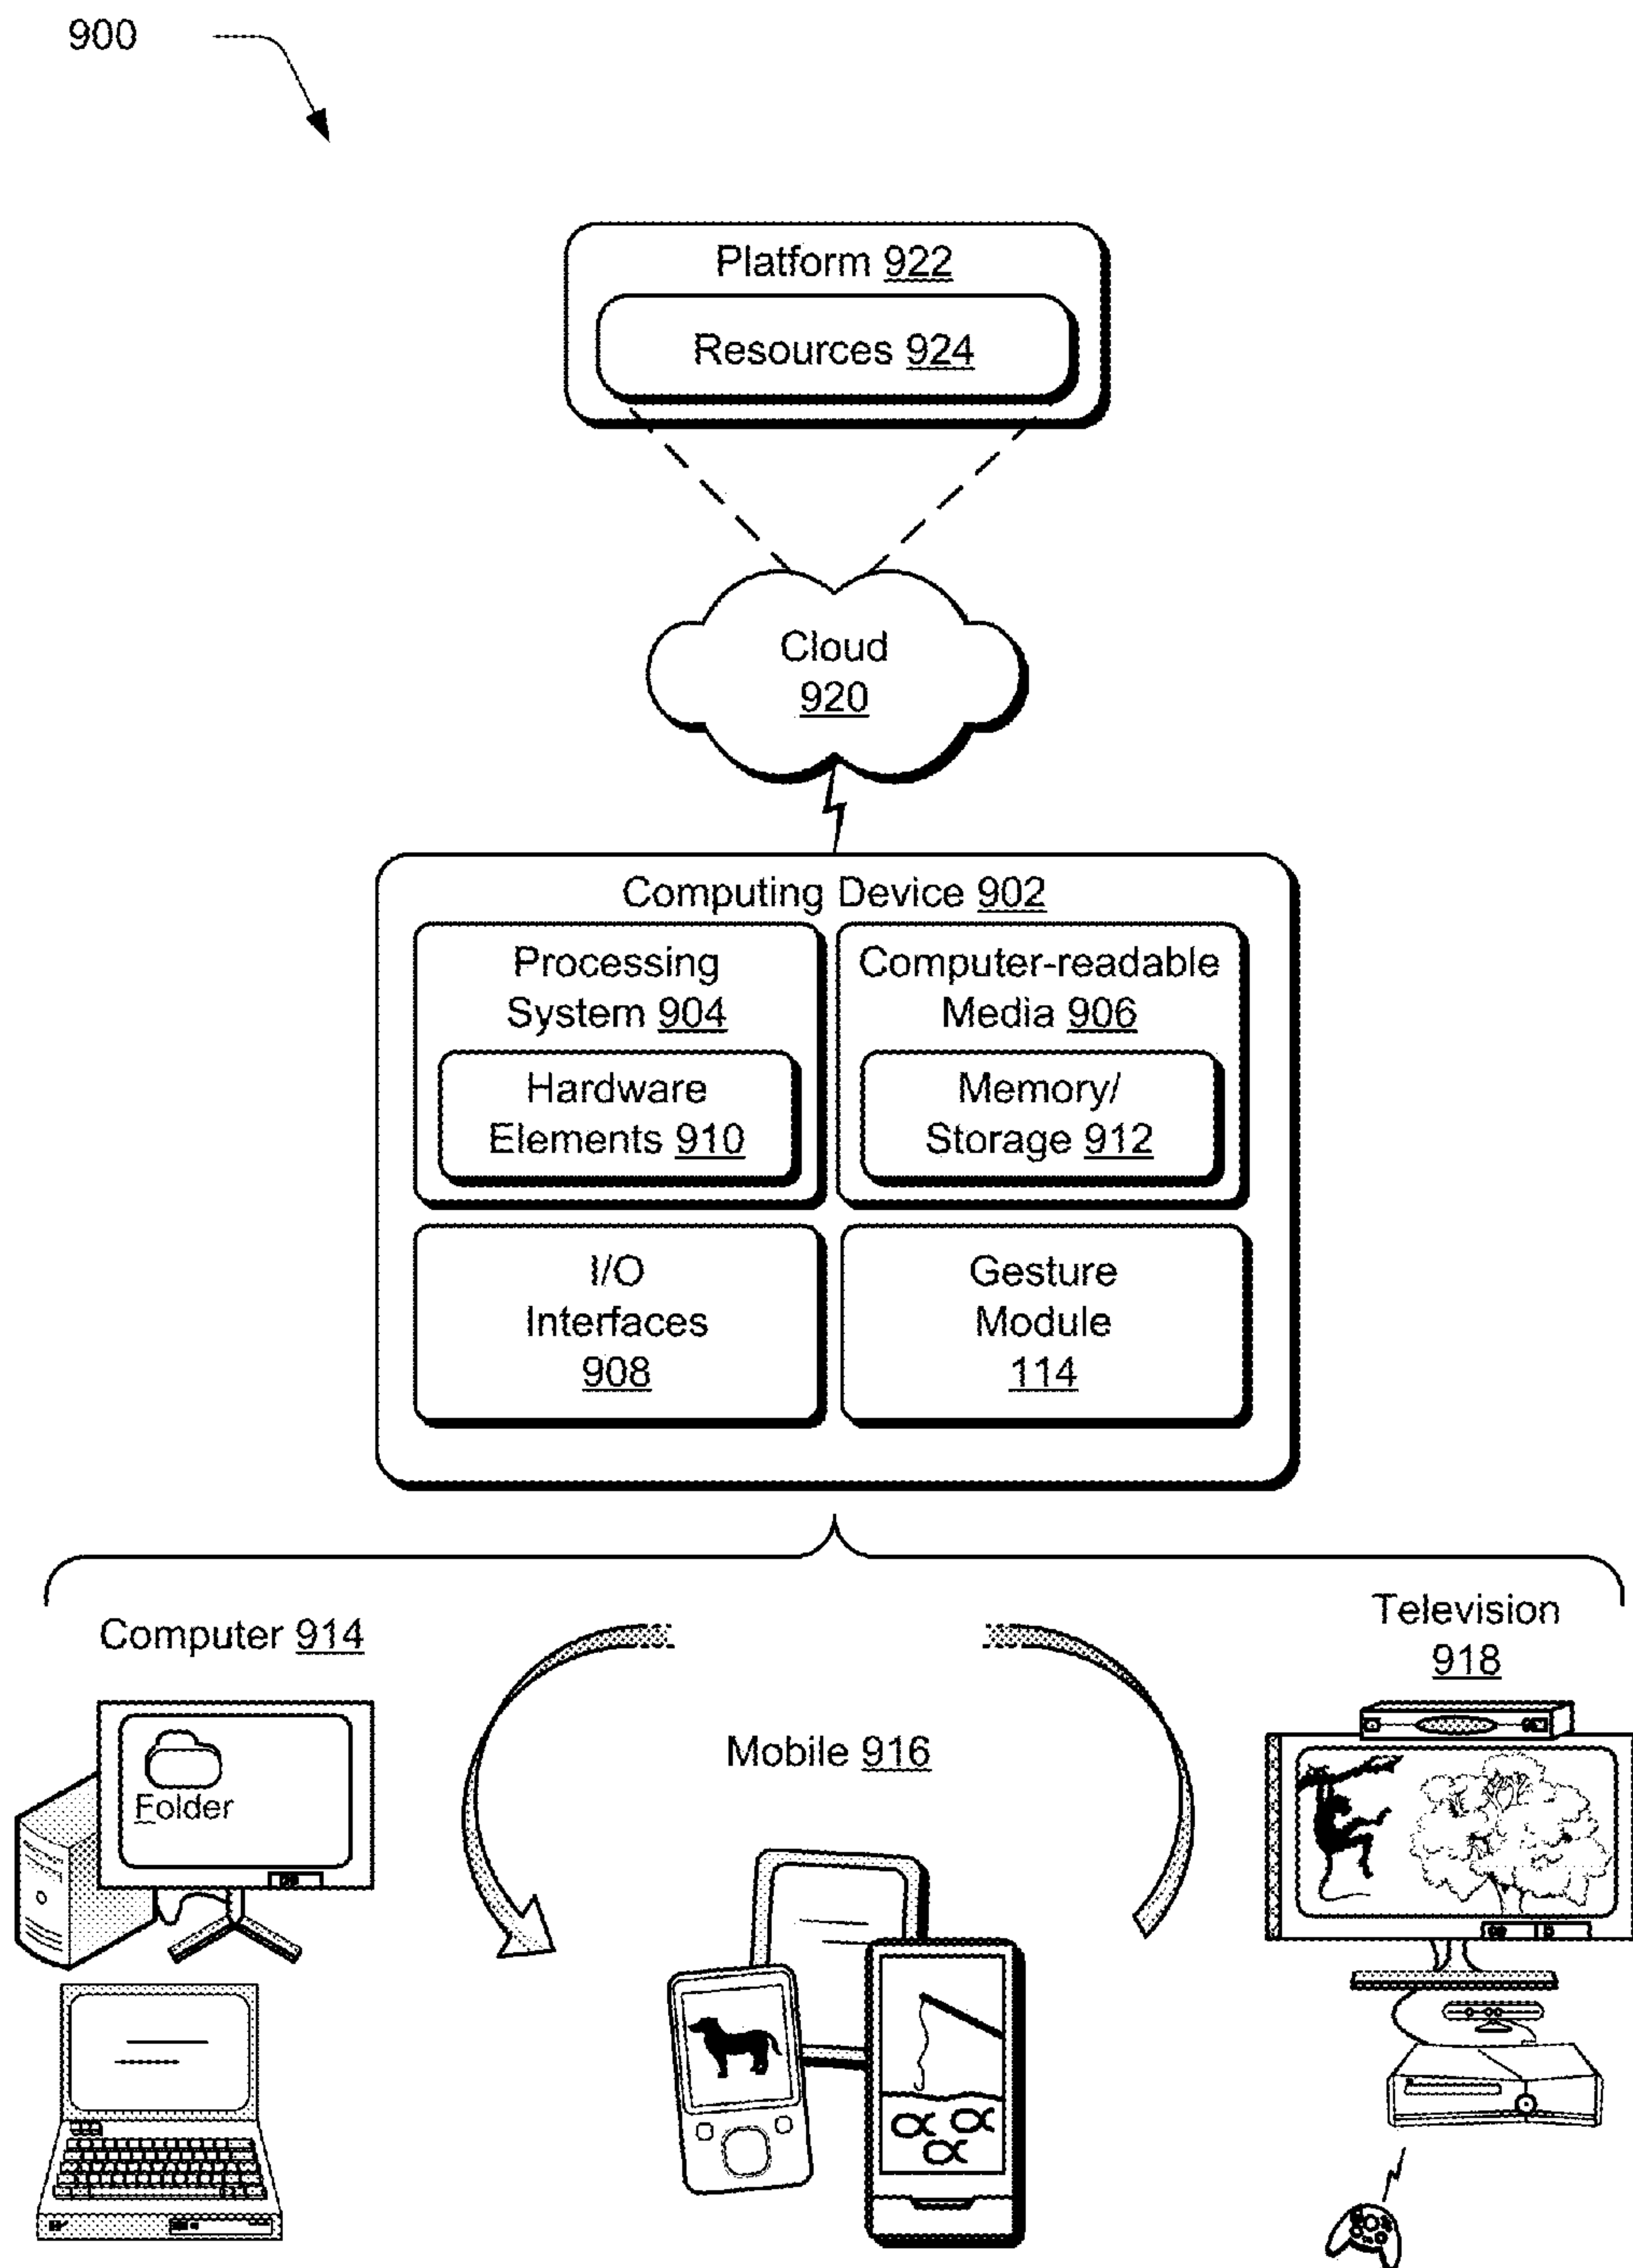 900
Platform 922
Resources 924
Cloud
920
Computing Device 902
Processing
System 904
Computer-readable
Media 906
Hardware
Elements 910
Memory/
Storage 912
I/O
Interfaces
908
Gesture
Module
114
Computer 914
Television
918
Mobile 916
Folder